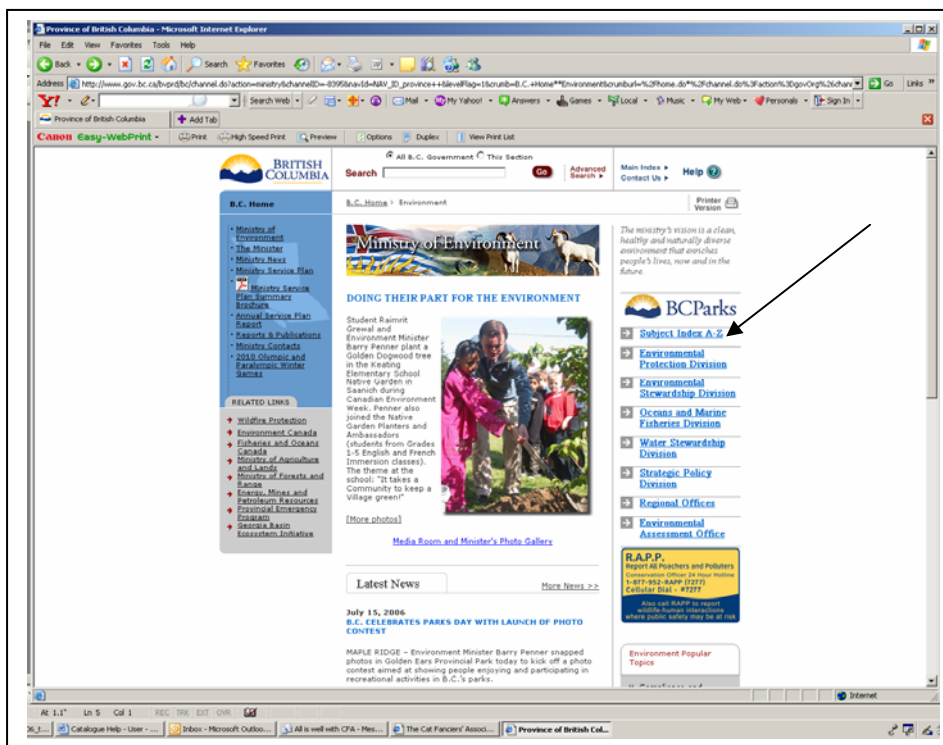 Province of British Columbia - Microsoft Internet Explorer
File Edit View Favorites Tools Help
Back Search Favorites
Address http://www.gov.bc.ca/bvprd/bc/channel.do?action=ministry&channelID=-8395&navId=NAV_ID_province
Go Links »
Search Web Mail My Yahoo! Answers Games Local Music My Web Personals Sign In
Province of British Columbia Add Tab
Canon Easy-WebPrint Print High Speed Print Preview Options Duplex View Print List
BRITISH
COLUMBIA
All B.C. Government This Section
Search Go Advanced
Search
Main Index
Contact Us
Help ?
B.C. Home
B.C. Home > Environment
Printer
Version
Ministry of
Environment
The Minister
Ministry News
Ministry Service Plan
Ministry Service
Plan Summary
Brochure
Annual Service Plan
Report
Reports & Publications
Ministry Contacts
2010 Olympic and
Paralympic Winter
Games
RELATED LINKS
Wildfire Protection
Environment Canada
Fisheries and Oceans
Canada
Ministry of Agriculture
and Lands
Ministry of Forests and
Range
Energy, Mines and
Petroleum Resources
Provincial Emergency
Program
Georgia Basin
Ecosystem Initiative
Ministry of Environment
DOING THEIR PART FOR THE ENVIRONMENT
Student Raimrit
Grewal and
Environment Minister
Barry Penner plant a
Golden Dogwood tree
in the Keating
Elementary School
Native Garden in
Saanich during
Canadian Environment
Week. Penner also
joined the Native
Garden Planters and
Ambassadors
(students from Grades
1-5 English and French
Immersion classes).
The theme at the
school: "It takes a
Community to keep a
Village green!"
[More photos]
Media Room and Minister's Photo Gallery
Latest News
More News >>
July 15, 2006
B.C. CELEBRATES PARKS DAY WITH LAUNCH OF PHOTO
CONTEST
MAPLE RIDGE – Environment Minister Barry Penner snapped
photos in Golden Ears Provincial Park today to kick off a photo
contest aimed at showing people enjoying and participating in
recreational activities in B.C.'s parks.
The ministry's vision is a clean,
healthy and naturally diverse
environment that enriches
people's lives, now and in the
future.
BCParks
Subject Index A-Z
Environmental
Protection Division
Environmental
Stewardship Division
Oceans and Marine
Fisheries Division
Water Stewardship
Division
Strategic Policy
Division
Regional Offices
Environmental
Assessment Office
R.A.P.P.
Report All Poachers and Polluters
Conservation Officer 24 Hour Hotline
1-877-952-RAPP (7277)
Cellular Dial - #7277
Also call RAPP to report
wildlife-human interactions
where public safety may be at risk
Environment Popular
Topics
Internet
At 1.1" Ln 5 Col 1 REC TRK EXT OVR
Catalogue Help - User - ... Inbox - Microsoft Outloo... All is well with CFA - Mes... The Cat Fanciers' Associ... Province of British Col...